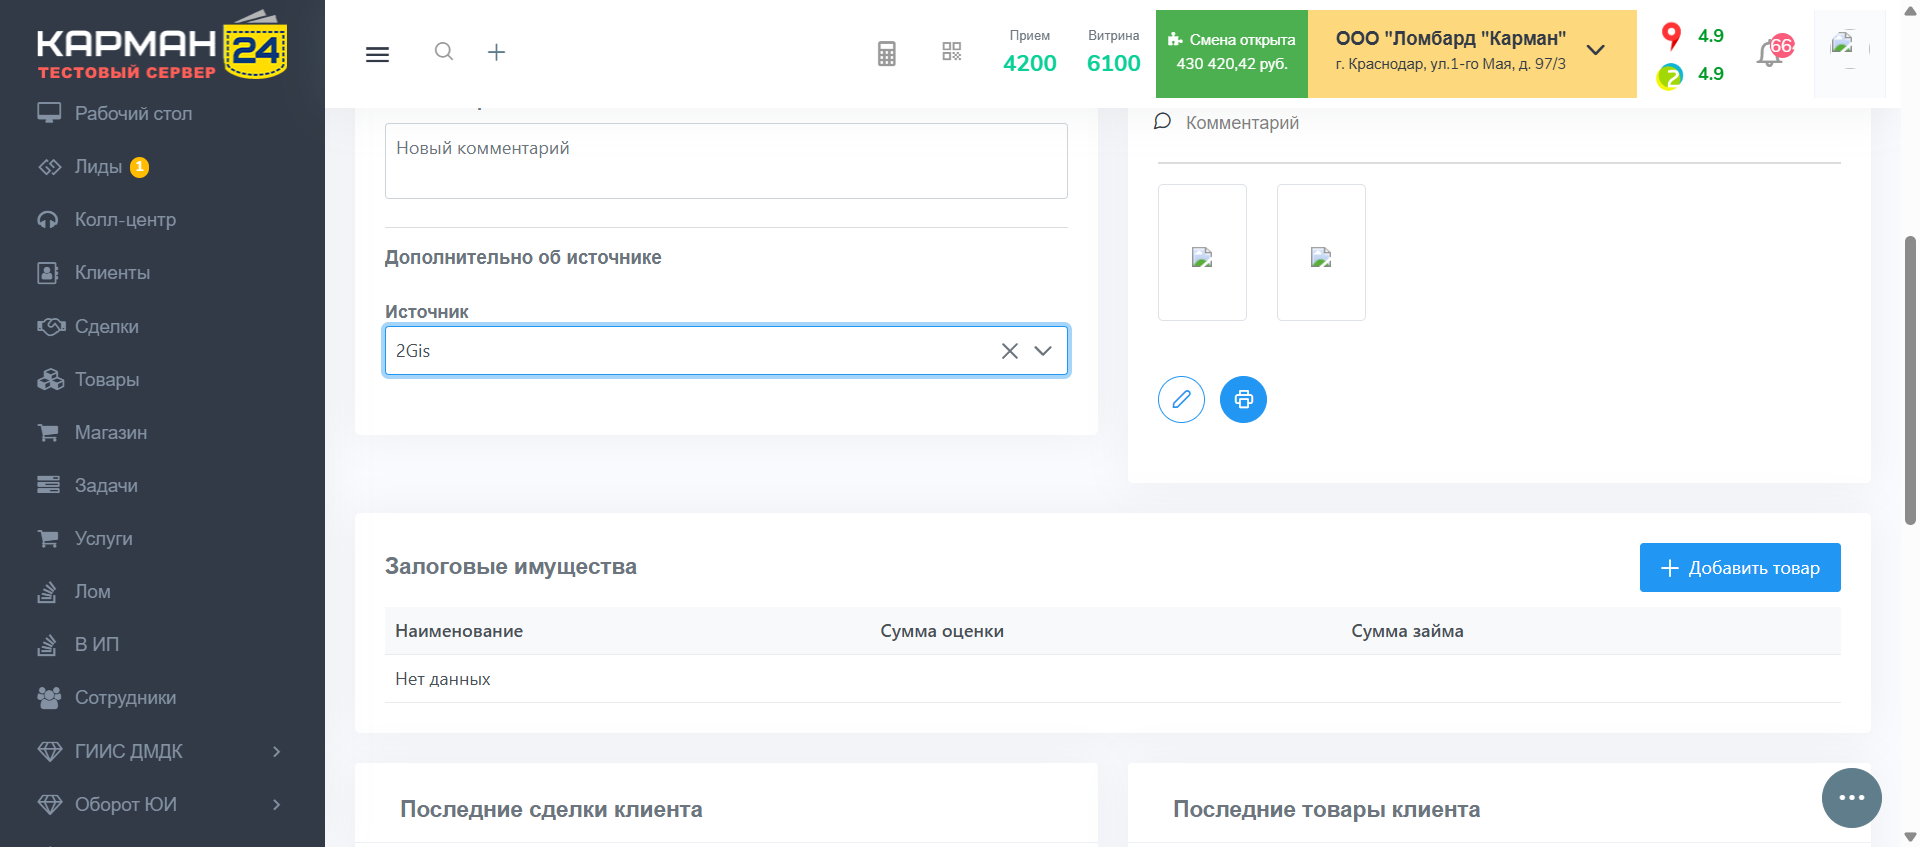 КАРМАН 24
ТЕСТОВЫЙ СЕРВЕР
Рабочий стол
Лиды 1
Колл-центр
Клиенты
Сделки
Товары
Магазин
Задачи
Услуги
Лом
В ИП
Сотрудники
ГИИС ДМДК
Оборот ЮИ
Прием
4200
Витрина
6100
Смена открыта
430 420,42 руб.
ООО "Ломбард "Карман"
г. Краснодар, ул.1-го Мая, д. 97/3
4.9
4.9
Новый комментарий
Дополнительно об источнике
Источник
2Gis
Комментарий
Залоговые имущества
Добавить товар
Наименование Сумма оценки Сумма займа
Нет данных
Последние сделки клиента
Последние товары клиента